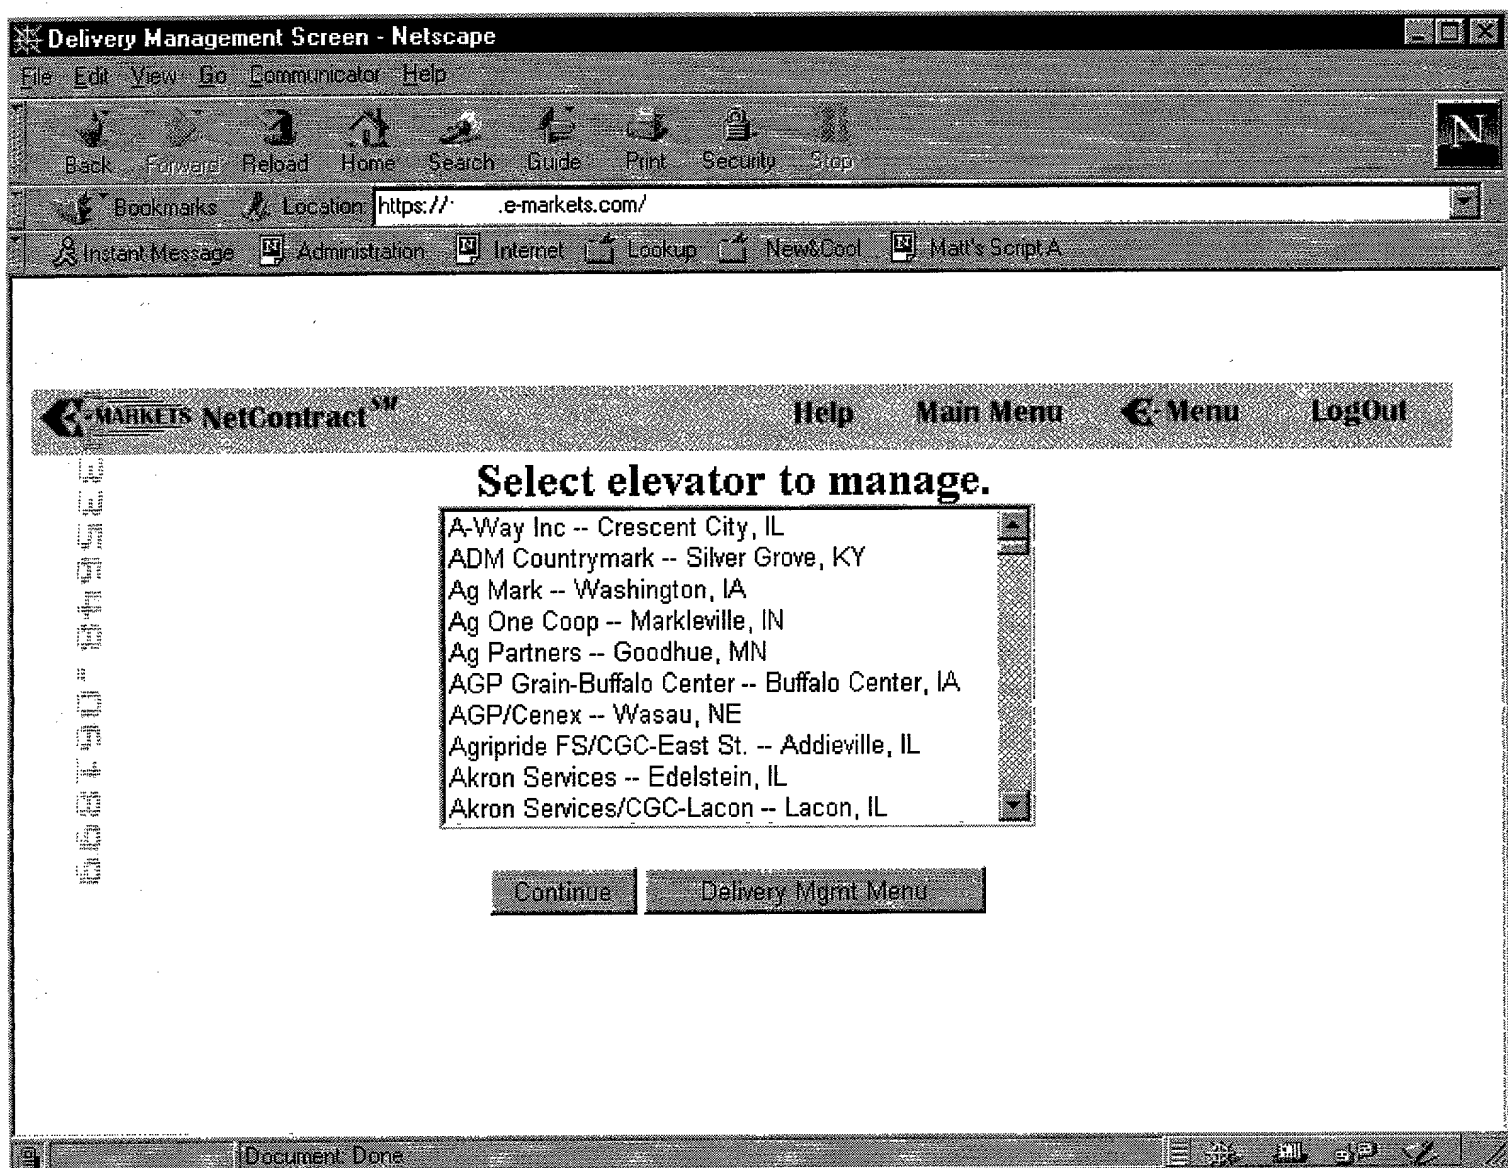 Delivery Management Screen - Netscape
File Edit View Go Communicator Help
Back Forward Reload Home Search Guide Print Security Stop
Bookmarks Location: https:// .e-markets.com/
Instant Message Administration Internet Lookup New&Cool Matt's Script A
E-MARKETS NetContract SM Help Main Menu E-Menu LogOut
Select elevator to manage.
A-Way Inc -- Crescent City, IL
ADM Countrymark -- Silver Grove, KY
Ag Mark -- Washington, IA
Ag One Coop -- Markleville, IN
Ag Partners -- Goodhue, MN
AGP Grain-Buffalo Center -- Buffalo Center, IA
AGP/Cenex -- Wasau, NE
Agripride FS/CGC-East St. -- Addieville, IL
Akron Services -- Edelstein, IL
Akron Services/CGC-Lacon -- Lacon, IL
Continue Delivery Mgmt Menu
Document: Done